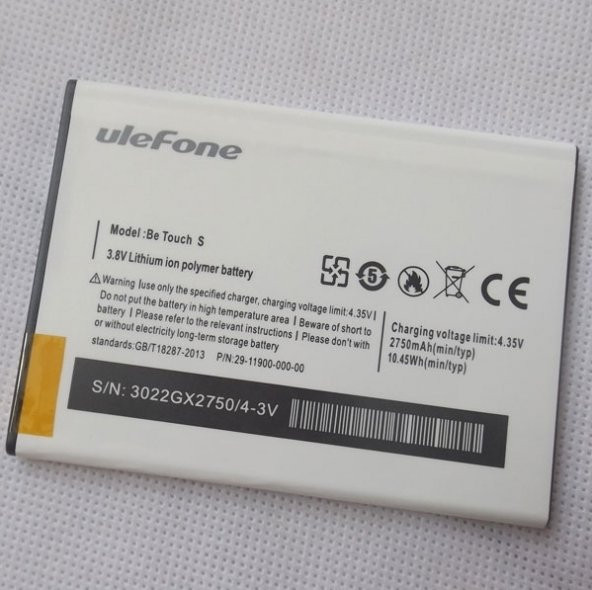 ulefone
Model :Be Touch S
3.8V Lithium ion polymer battery
Warning Iuse only the specified charger, charging voltage limit:4.35V I
Do not put the battery in high temperature area I Beware of short to
battery I Please refer to the relevant instructions I Please don't with
or without electricity long-term storage battery
standards:GB/T18287-2013 P/N:29-11900-000-00
5
CE
Charging voltage limit:4.35V
2750mAh(min/typ)
10.45Wh(min/typ)
S/N: 3022GX2750/4-3V